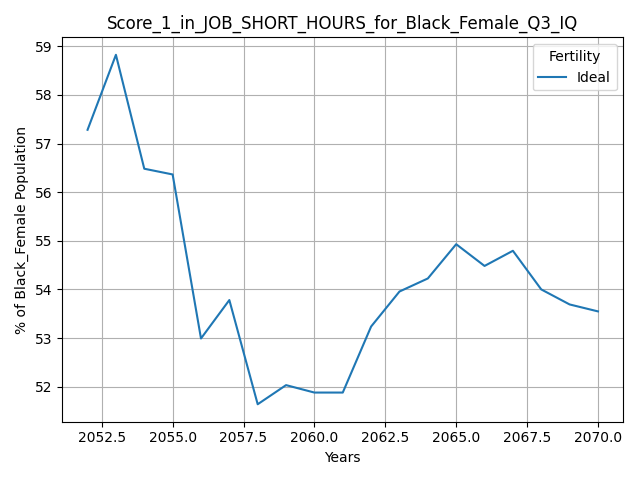 Score_1_in_JOB_SHORT_HOURS_for_Black_Female_Q3_IQ
Fertility
Ideal
59
58
57
56
55
54
53
52
% of Black_Female Population
2052.5 2055.0 2057.5 2060.0 2062.5 2065.0 2067.5 2070.0
Years